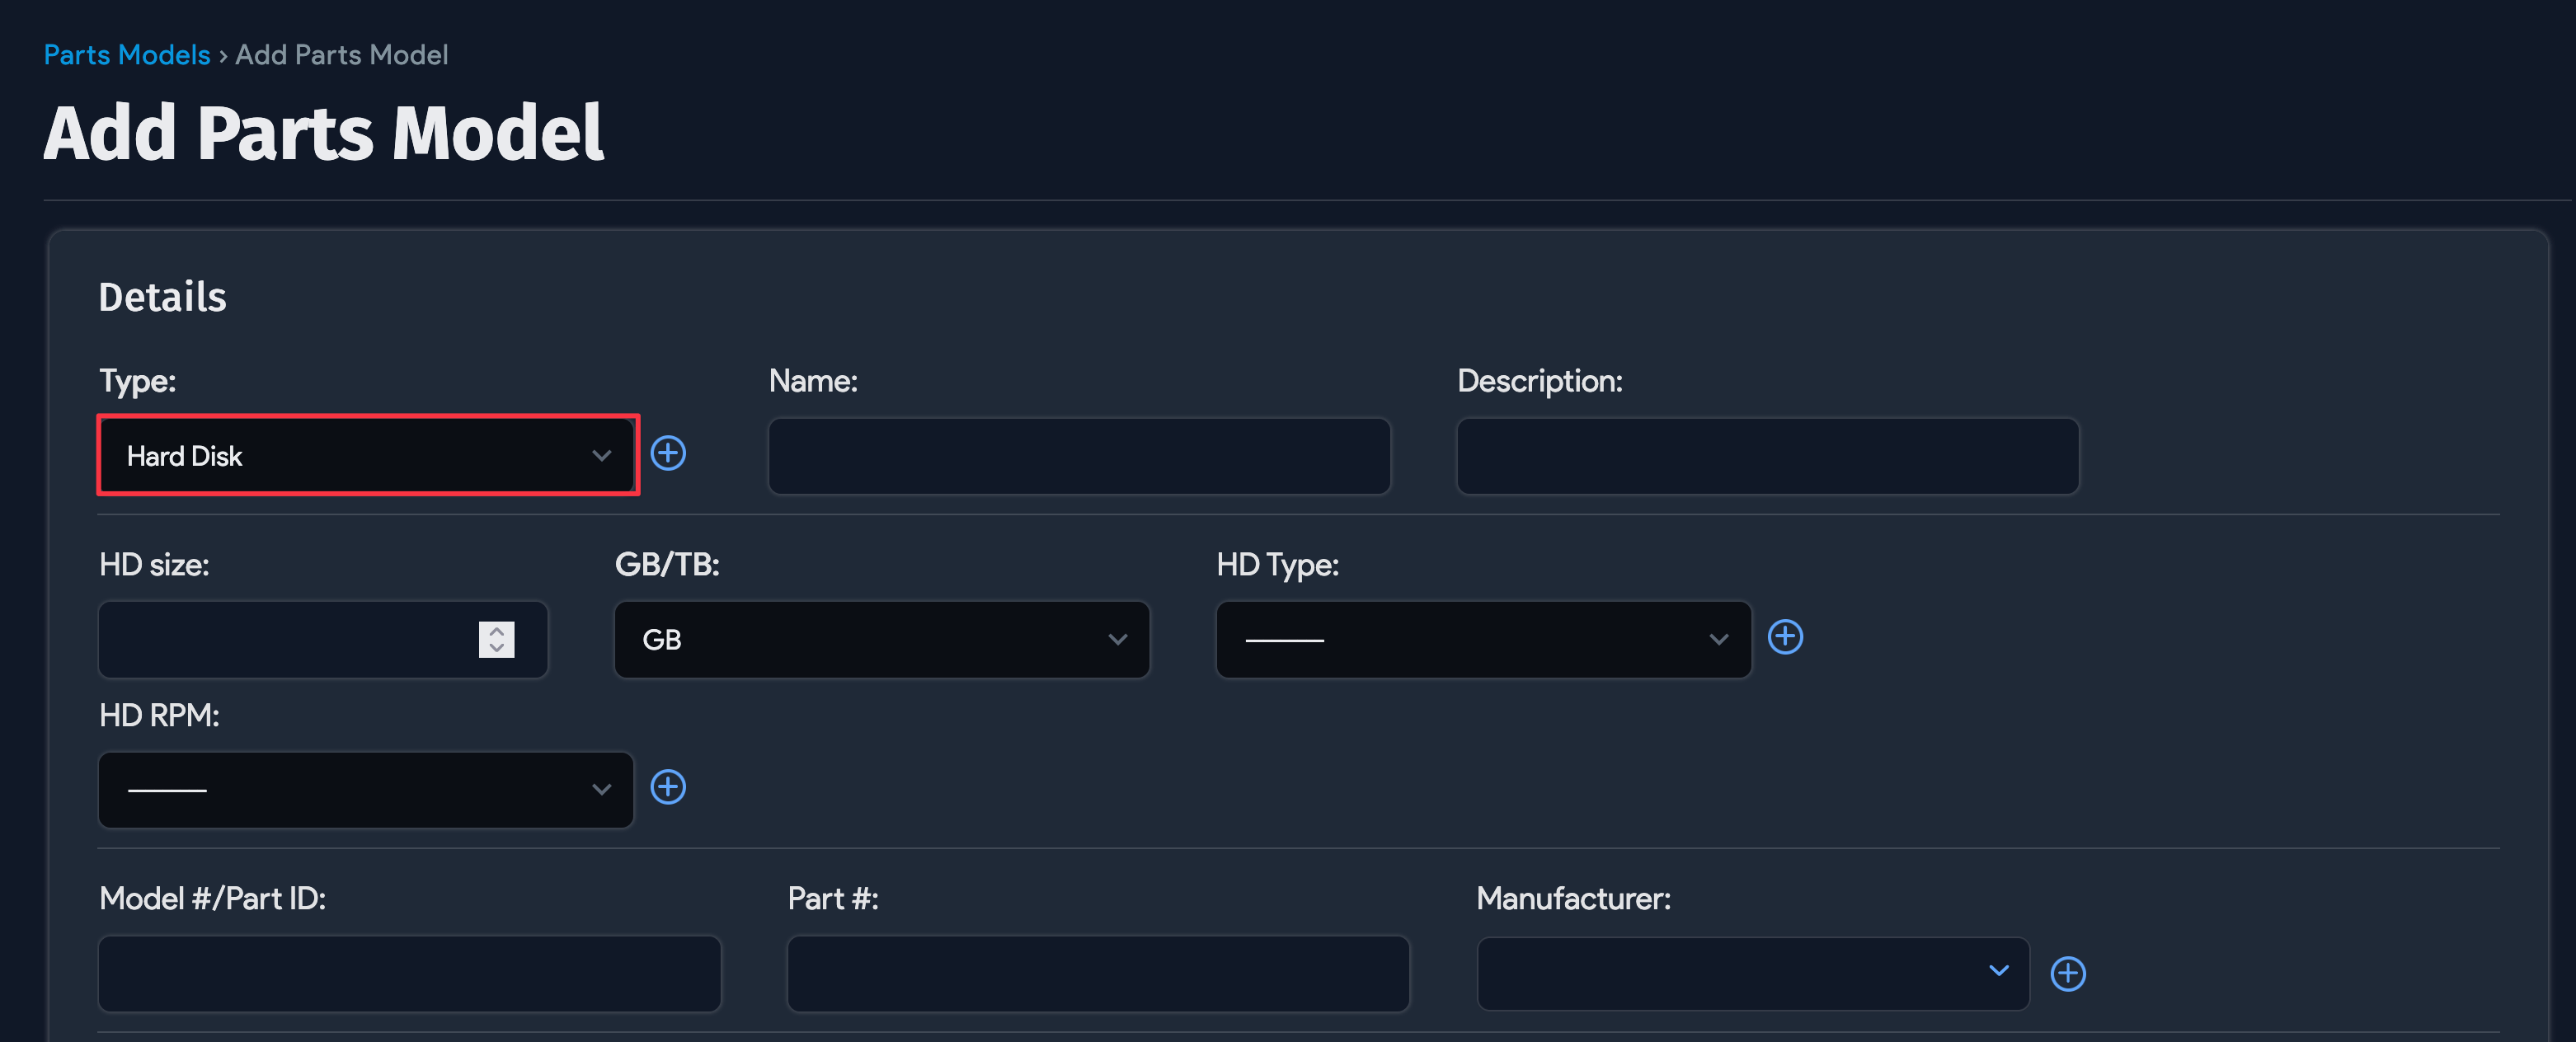 Parts Models › Add Parts Model
Add Parts Model
Details
Type: Name: Description:
Hard Disk
HD size: GB/TB: HD Type:
GB
HD RPM:
Model #/Part ID: Part #: Manufacturer: